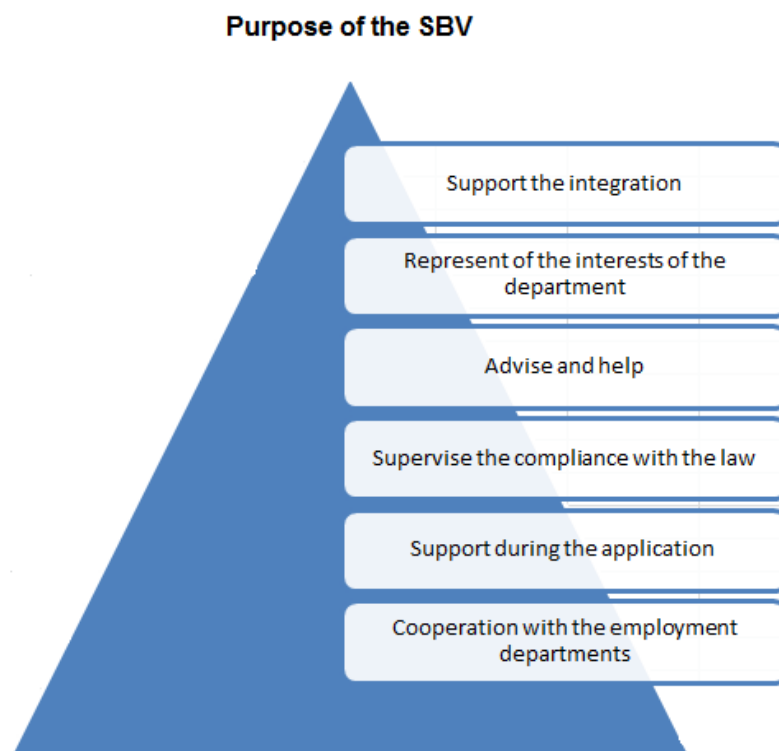 Purpose of the SBV
Support the integration
Represent of the interests of the
department
Advise and help
Supervise the compliance with the law
Support during the application
Cooperation with the employment
departments